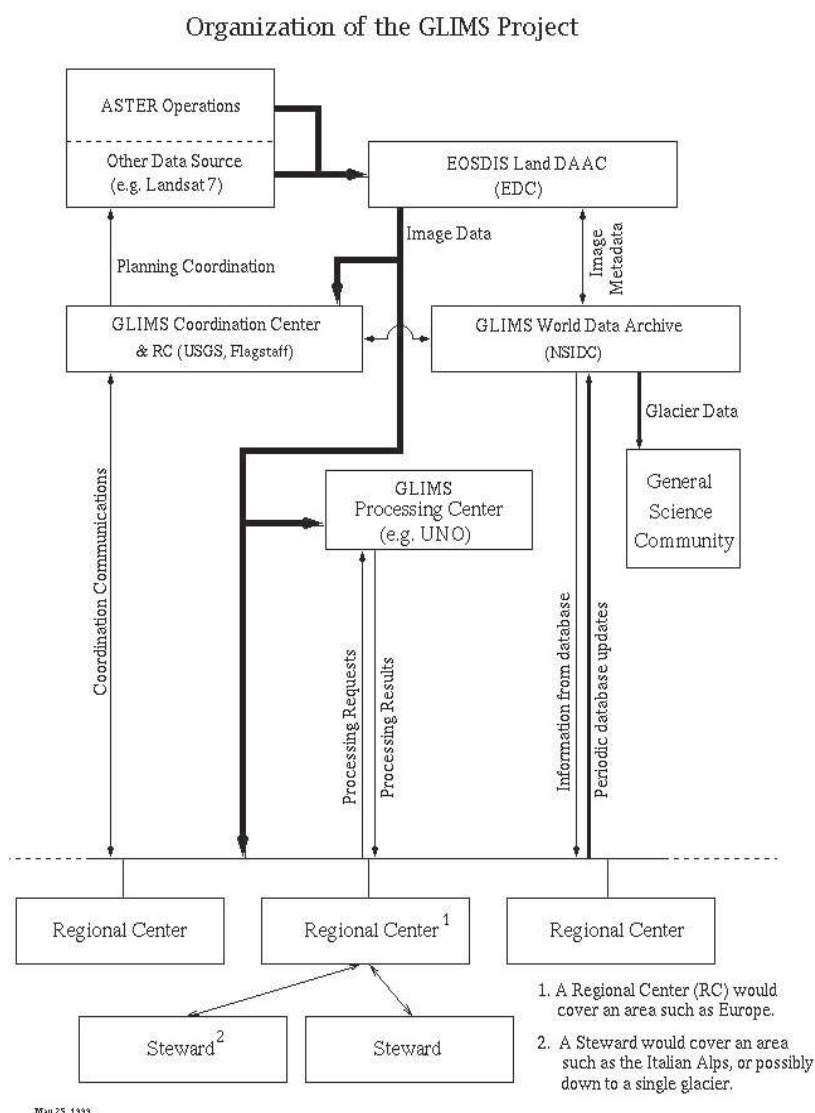 Organization of the GLIMS Project
ASTER Operations
Other Data Source
(e.g. Landsat 7)
EOSDIS Land DAAC
(EDC)
Image Data
Image
Metadata
Planning Coordination
GLIMS Coordination Center
& RC (USGS, Flagstaff)
GLIMS World Data Archive
(NSIDC)
Glacier Data
General
Science
Community
GLIMS
Processing Center
(e.g. UNO)
Coordination Communications
Processing Requests
Processing Results
Information from database
Periodic database updates
Regional Center
Regional Center 1
Regional Center
Steward 2
Steward
1. A Regional Center (RC) would
cover an area such as Europe.
2. A Steward would cover an area
such as the Italian Alps, or possibly
down to a single glacier.
May 25, 1999